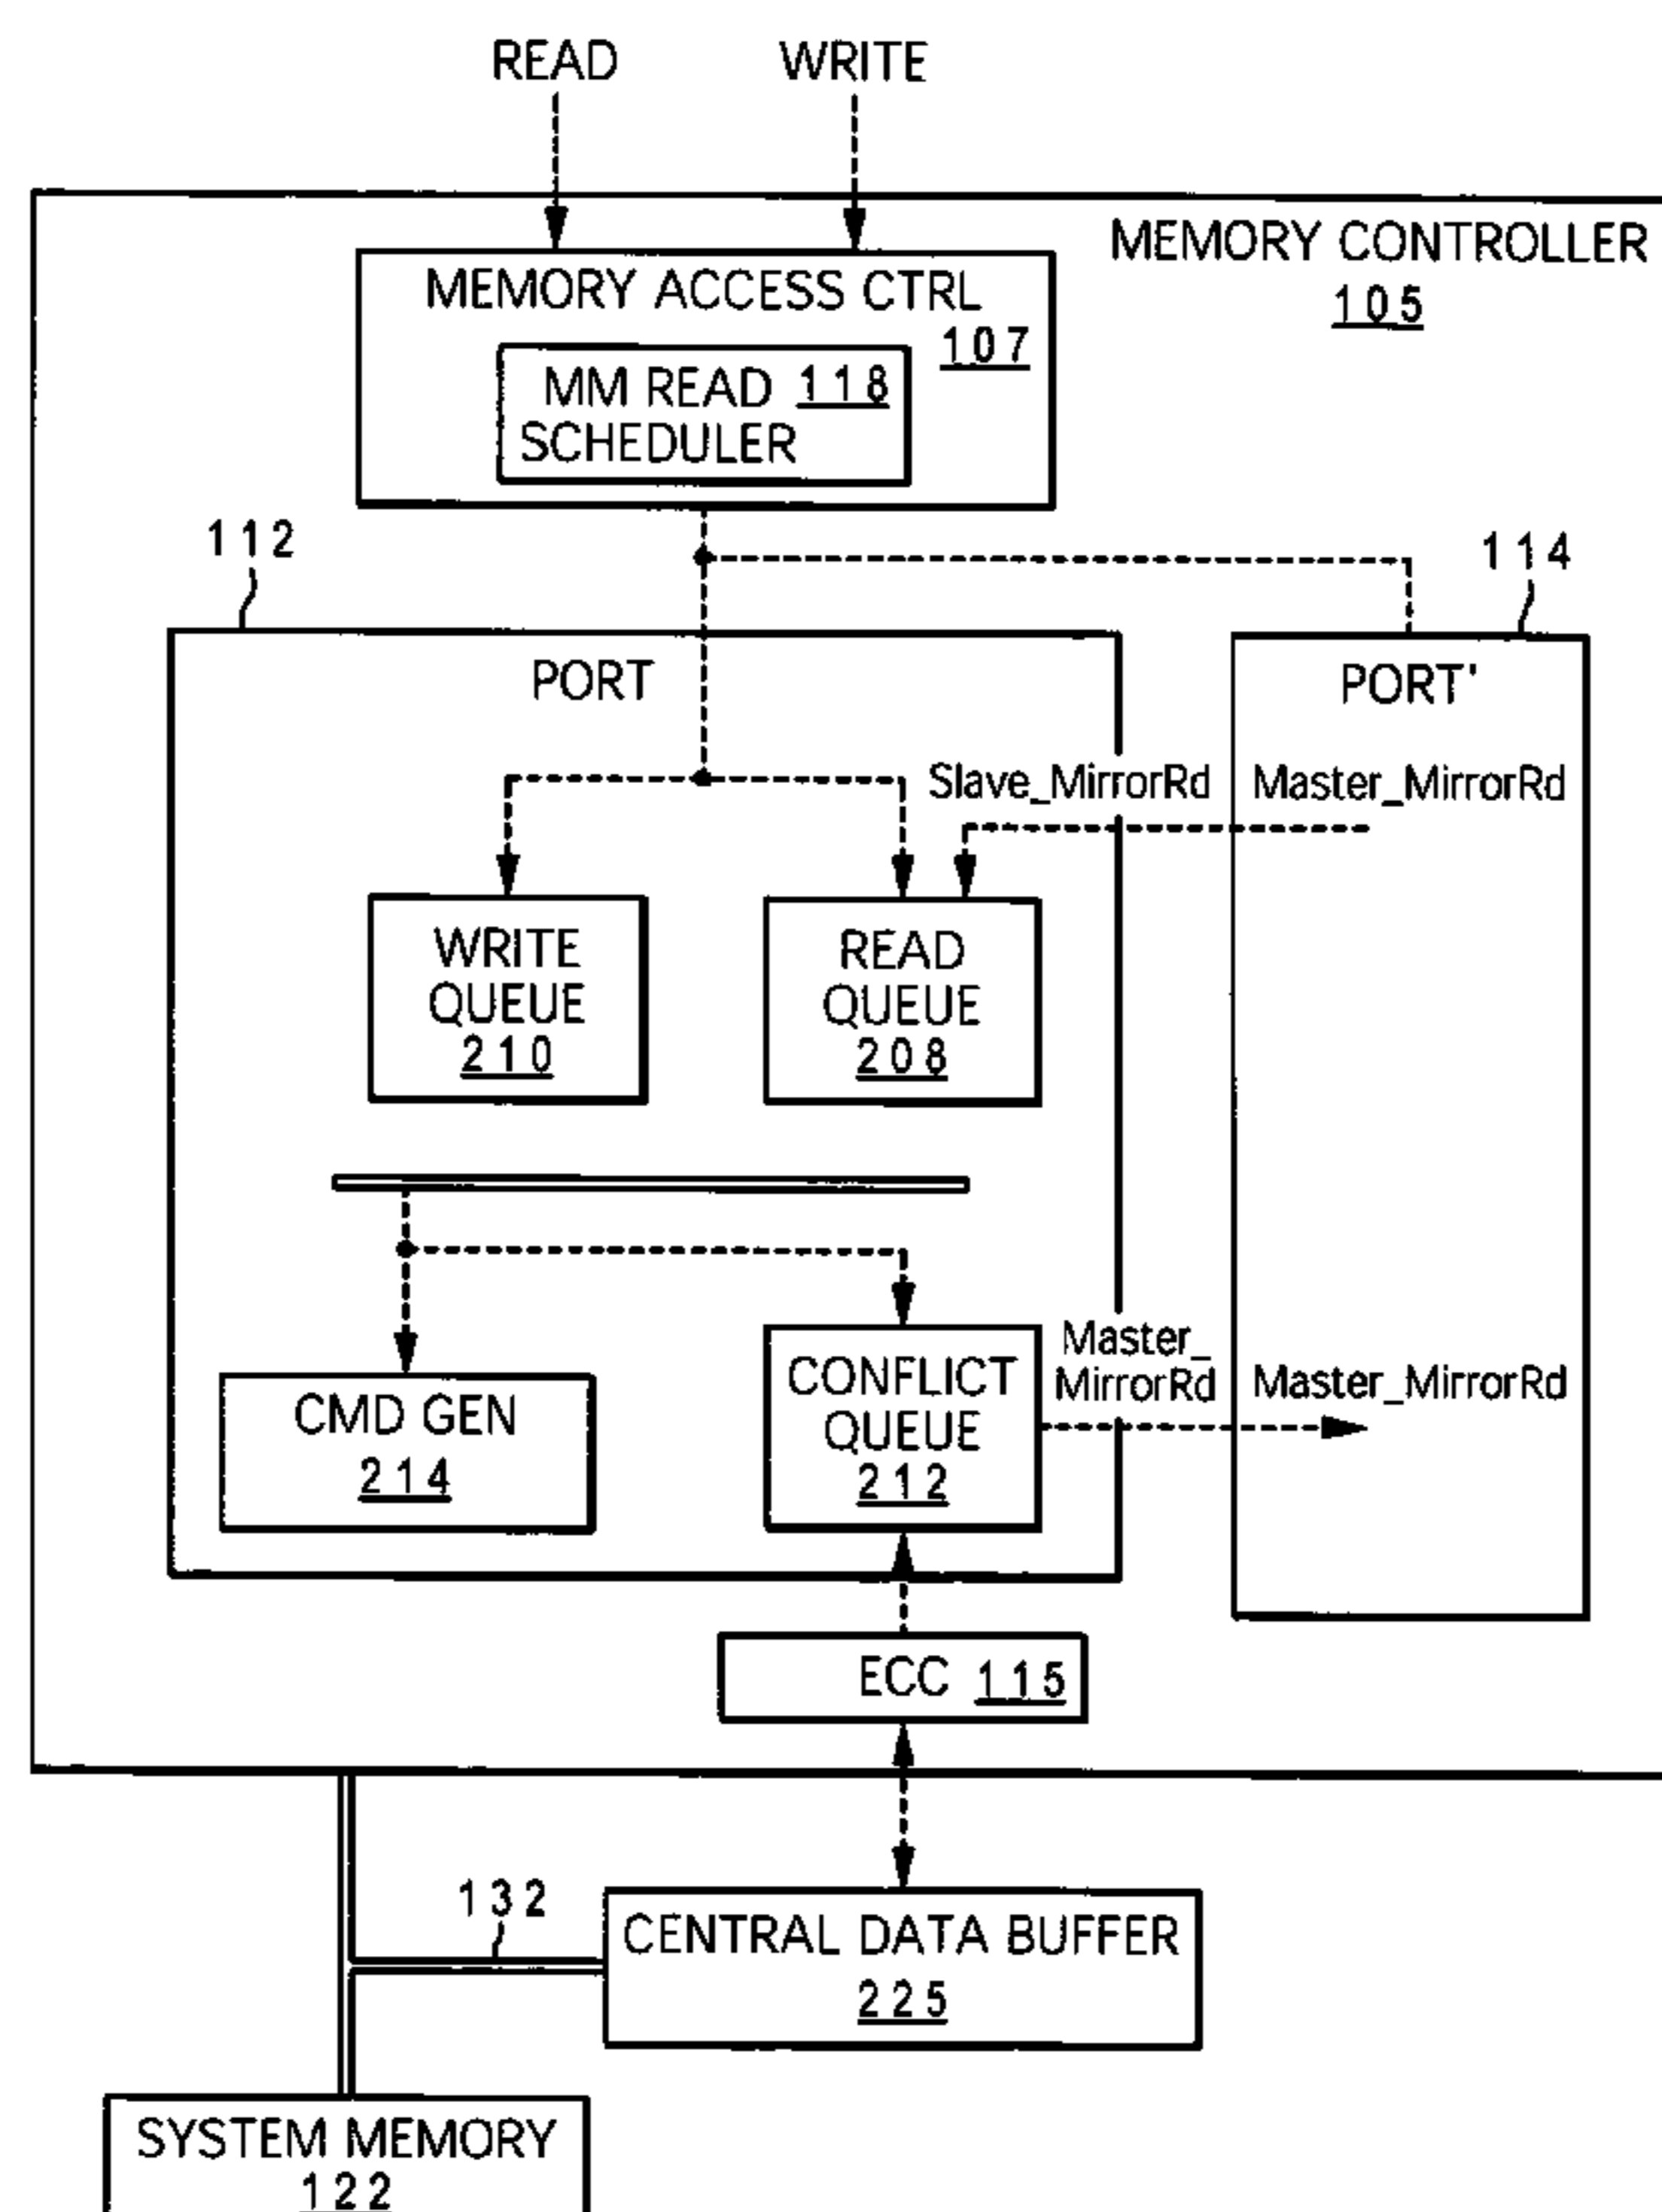 READ WRITE
MEMORY CONTROLLER
105
MEMORY ACCESS CTRL
107
MM READ 118
SCHEDULER
112
114
PORT
PORT'
Slave_MirrorRd
Master_MirrorRd
WRITE
QUEUE
210
READ
QUEUE
208
CMD GEN
214
CONFLICT
QUEUE
212
Master_
MirrorRd
Master_MirrorRd
ECC 115
132
CENTRAL DATA BUFFER
225
SYSTEM MEMORY
122